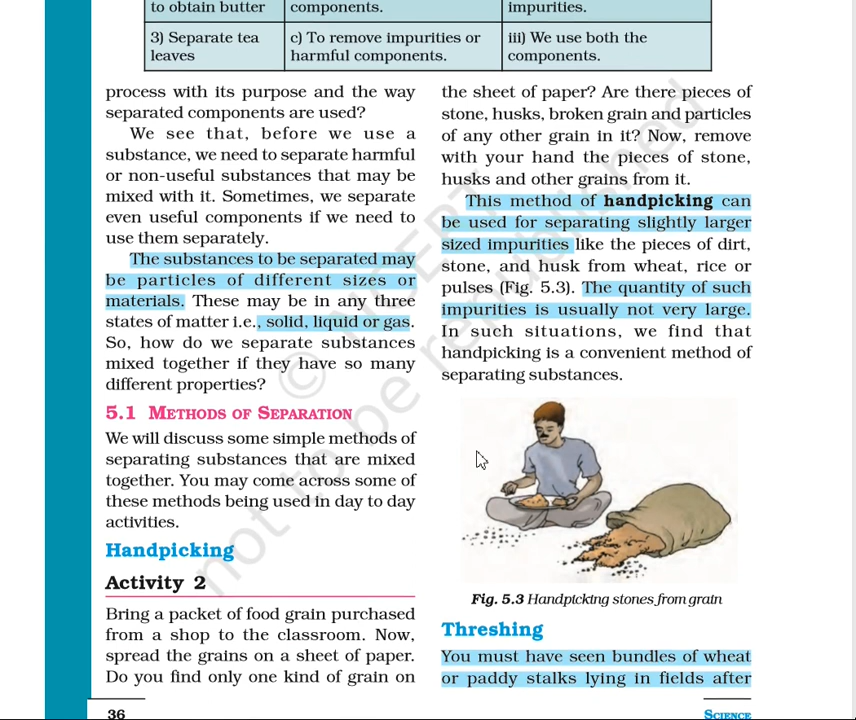 to obtain butter
components.
impurities.
3) Separate tea
leaves
c) To remove impurities or
harmful components.
iii) We use both the
components.
process with its purpose and the way
separated components are used?
We see that, before we use a
substance, we need to separate harmful
or non-useful substances that may be
mixed with it. Sometimes, we separate
even useful components if we need to
use them separately.
The substances to be separated may
be particles of different sizes or
materials. These may be in any three
states of matter i.e., solid, liquid or gas.
So, how do we separate substances
mixed together if they have so many
different properties?
5.1 METHODS OF SEPARATION
We will discuss some simple methods of
separating substances that are mixed
together. You may come across some of
these methods being used in day to day
activities.
Handpicking
Activity 2
Bring a packet of food grain purchased
from a shop to the classroom. Now,
spread the grains on a sheet of paper.
Do you find only one kind of grain on
the sheet of paper? Are there pieces of
stone, husks, broken grain and particles
of any other grain in it? Now, remove
with your hand the pieces of stone,
husks and other grains from it.
This method of handpicking can
be used for separating slightly larger
sized impurities like the pieces of dirt,
stone, and husk from wheat, rice or
pulses (Fig. 5.3). The quantity of such
impurities is usually not very large.
In such situations, we find that
handpicking is a convenient method of
separating substances.
Fig. 5.3 Handpicking stones from grain
Threshing
You must have seen bundles of wheat
or paddy stalks lying in fields after
36
SCIENCE
© NCERT
not to be republished